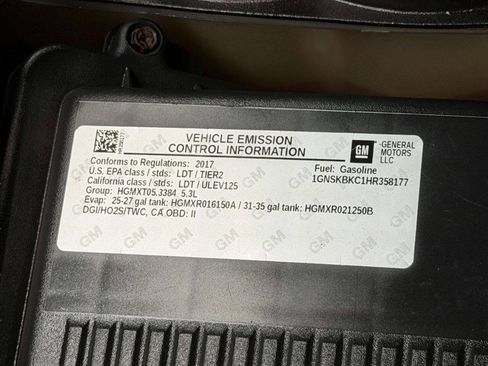 VEHICLE EMISSION
CONTROL INFORMATION
GM
GENERAL
MOTORS
LLC
Conforms to Regulations: 2017
U.S. EPA class / stds: LDT / TIER2
California class / stds: LDT / ULEV125
Group: HGMXT05.3384 5.3L
Evap: 25-27 gal tank: HGMXR016150A / 31-35 gal tank: HGMXR021250B
DGI/HO2S/TWC, CA OBD: II
Fuel: Gasoline
1GNSKBKC1HR358177